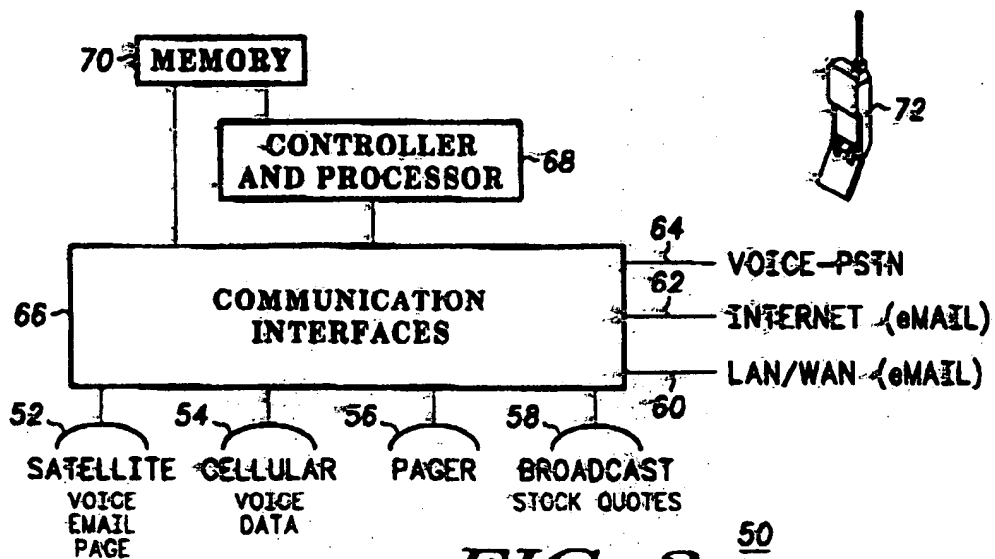 70 MEMORY
CONTROLLER
AND PROCESSOR 68
72
64
VOICE-PSTN
62
66 COMMUNICATION
INTERFACES
INTERNET (eMAIL)
LAN/WAN (eMAIL)
60
52 54 56 58
SATELLITE CELLULAR PAGER BROADCAST
VOICE VOICE STOCK QUOTES
EMAIL DATA
PAGE
50